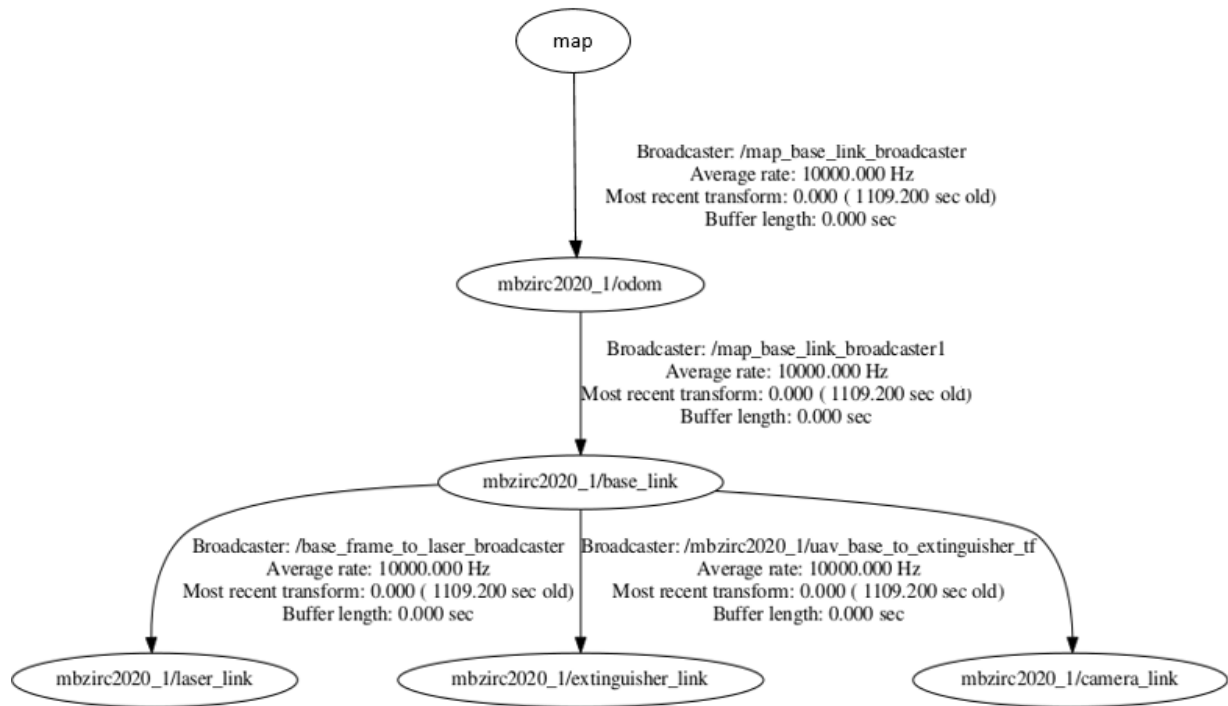 map
Broadcaster: /map_base_link_broadcaster
Average rate: 10000.000 Hz
Most recent transform: 0.000 ( 1109.200 sec old)
Buffer length: 0.000 sec
mbzirc2020_1/odom
Broadcaster: /map_base_link_broadcaster1
Average rate: 10000.000 Hz
Most recent transform: 0.000 ( 1109.200 sec old)
Buffer length: 0.000 sec
mbzirc2020_1/base_link
Broadcaster: /base_frame_to_laser_broadcaster
Average rate: 10000.000 Hz
Most recent transform: 0.000 ( 1109.200 sec old)
Buffer length: 0.000 sec
Broadcaster: /mbzirc2020_1/uav_base_to_extinguisher_tf
Average rate: 10000.000 Hz
Most recent transform: 0.000 ( 1109.200 sec old)
Buffer length: 0.000 sec
mbzirc2020_1/laser_link
mbzirc2020_1/extinguisher_link
mbzirc2020_1/camera_link